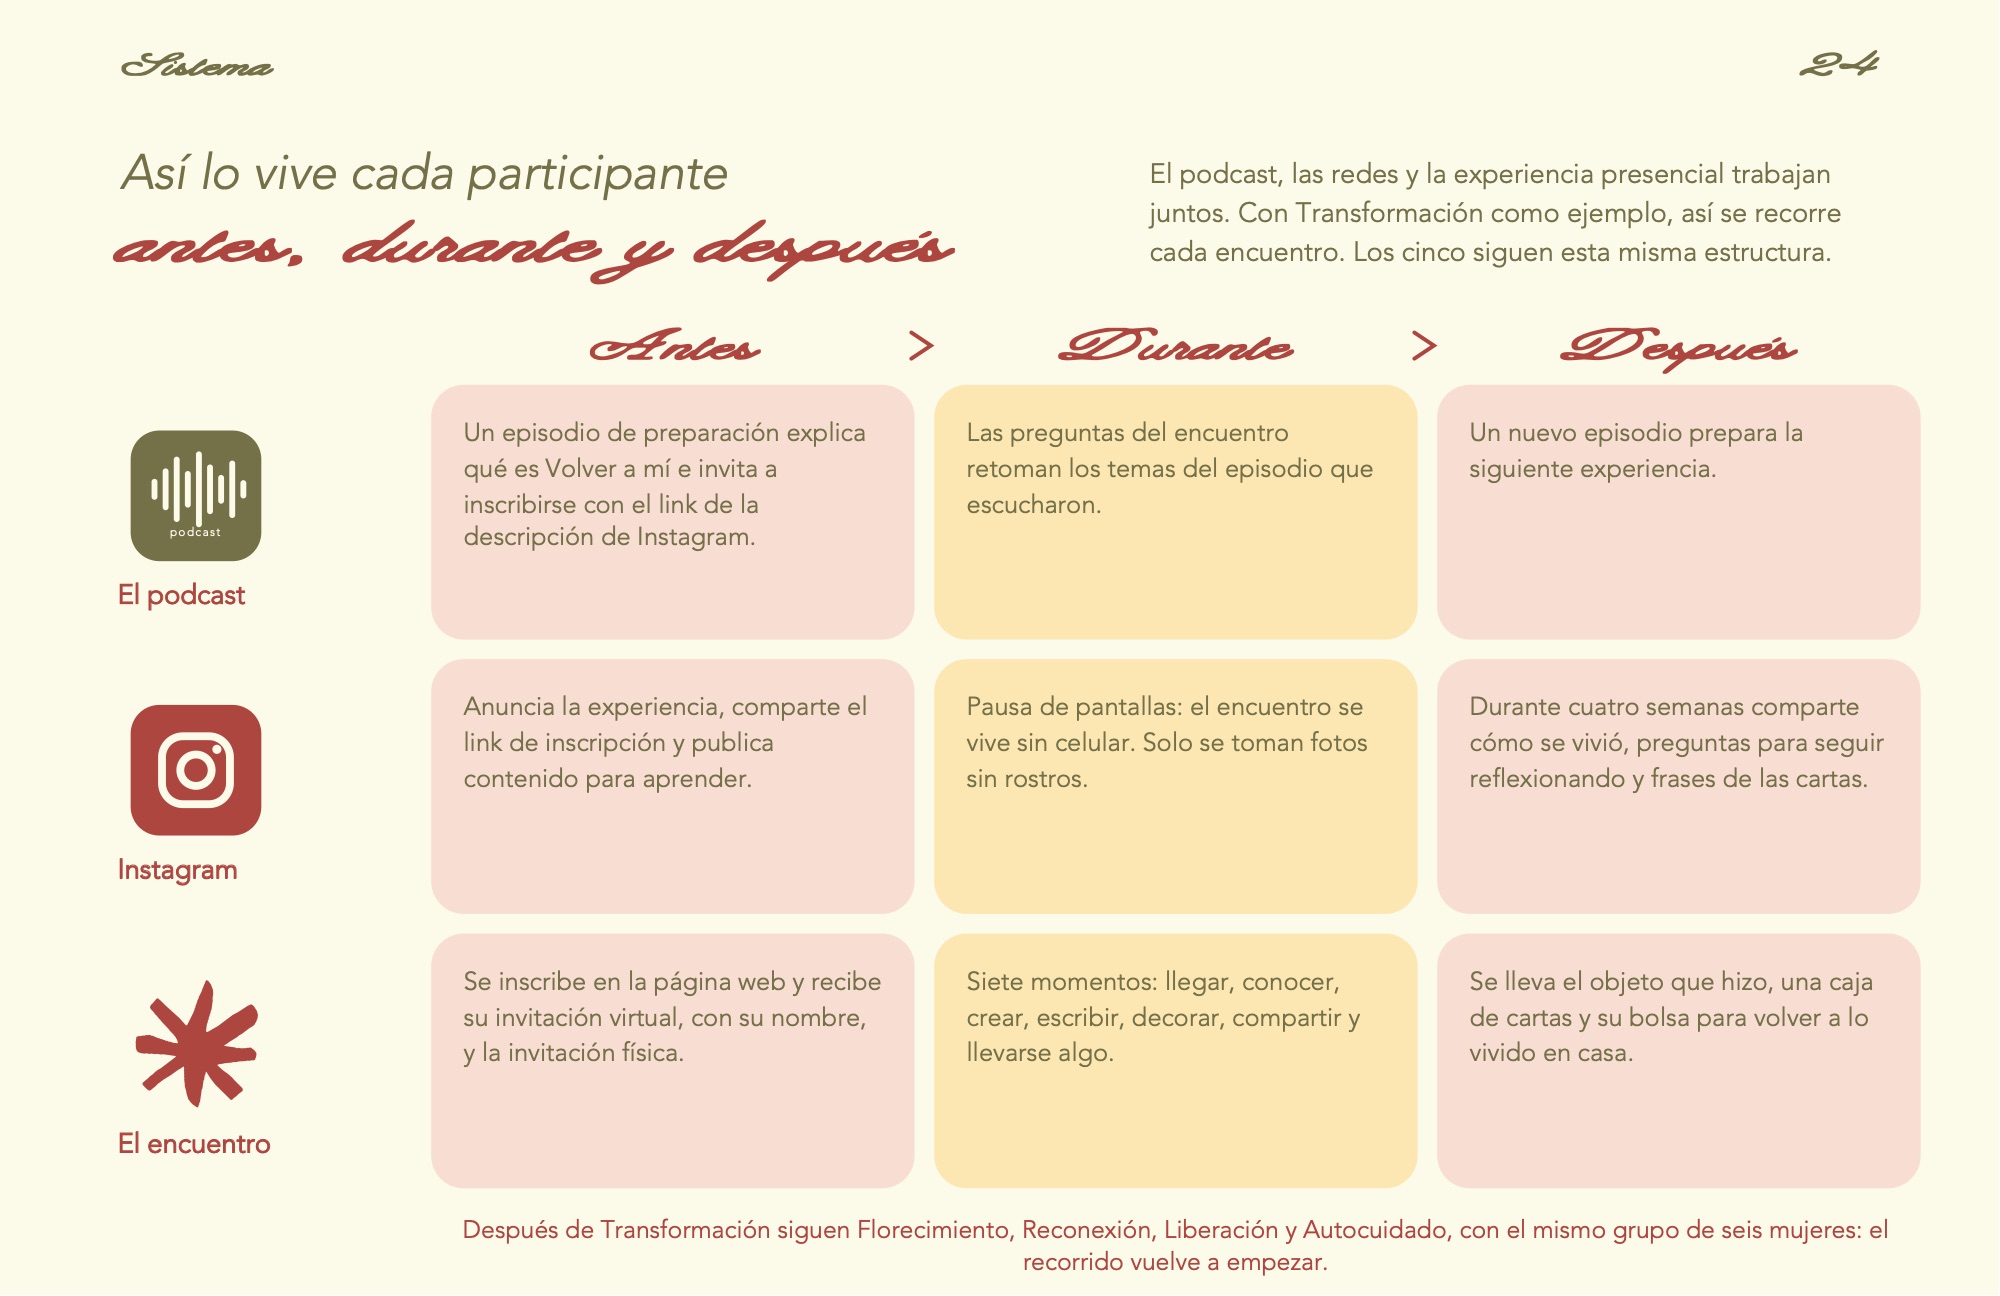 Sistema
24
Así lo vive cada participante
antes, durante y después
El podcast, las redes y la experiencia presencial trabajan
juntos. Con Transformación como ejemplo, así se recorre
cada encuentro. Los cinco siguen esta misma estructura.
Antes > Durante > Después
podcast
El podcast
Un episodio de preparación explica
qué es Volver a mí e invita a
inscribirse con el link de la
descripción de Instagram.
Las preguntas del encuentro
retoman los temas del episodio que
escucharon.
Un nuevo episodio prepara la
siguiente experiencia.
Instagram
Anuncia la experiencia, comparte el
link de inscripción y publica
contenido para aprender.
Pausa de pantallas: el encuentro se
vive sin celular. Solo se toman fotos
sin rostros.
Durante cuatro semanas comparte
cómo se vivió, preguntas para seguir
reflexionando y frases de las cartas.
El encuentro
Se inscribe en la página web y recibe
su invitación virtual, con su nombre,
y la invitación física.
Siete momentos: llegar, conocer,
crear, escribir, decorar, compartir y
llevarse algo.
Se lleva el objeto que hizo, una caja
de cartas y su bolsa para volver a lo
vivido en casa.
Después de Transformación siguen Florecimiento, Reconexión, Liberación y Autocuidado, con el mismo grupo de seis mujeres: el
recorrido vuelve a empezar.